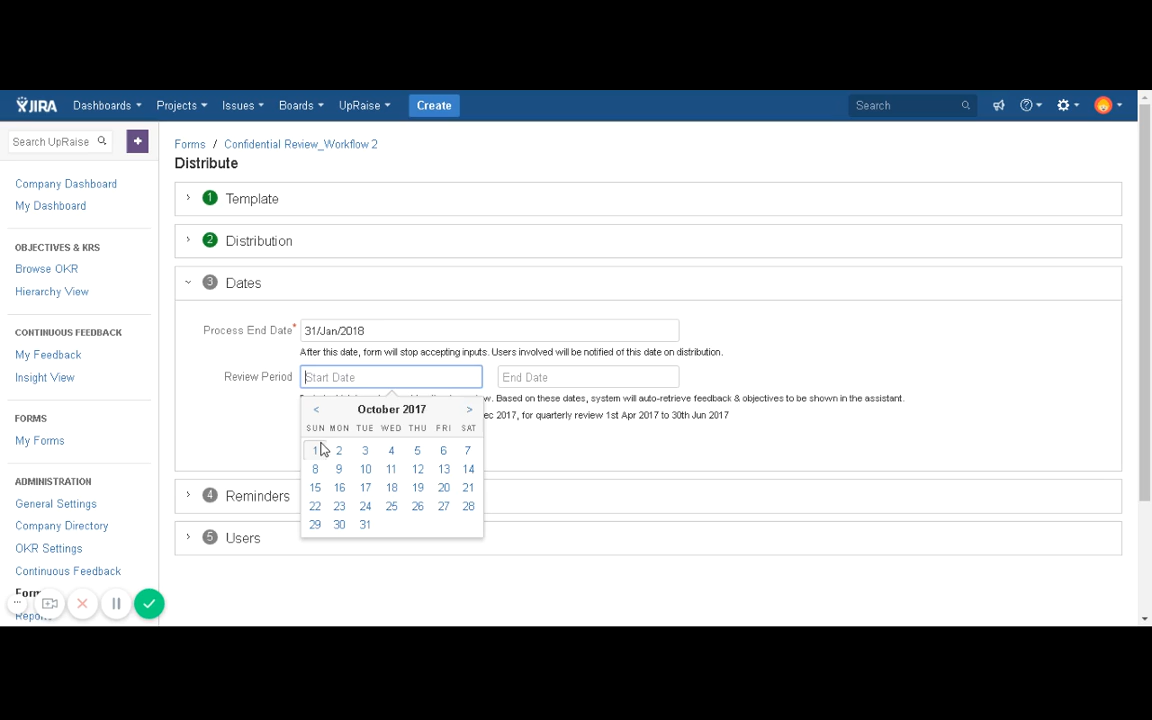 JIRA Dashboards Projects Issues Boards UpRaise Create Search
Search UpRaise +
Company Dashboard
My Dashboard
OBJECTIVES & KRS
Browse OKR
Hierarchy View
CONTINUOUS FEEDBACK
My Feedback
Insight View
FORMS
My Forms
ADMINISTRATION
General Settings
Company Directory
OKR Settings
Continuous Feedback
Forms
Reports
Forms / Confidential Review_Workflow 2
Distribute
1 Template
2 Distribution
3 Dates
Process End Date* 31/Jan/2018
After this date, form will stop accepting inputs. Users involved will be notified of this date on distribution.
Review Period Start Date End Date
Based on these dates, system will auto-retrieve feedback & objectives to be shown in the assistant.
2017, for quarterly review 1st Apr 2017 to 30th Jun 2017
< October 2017 >
SUN MON TUE WED THU FRI SAT
1 2 3 4 5 6 7
8 9 10 11 12 13 14
15 16 17 18 19 20 21
22 23 24 25 26 27 28
29 30 31
4 Reminders
5 Users